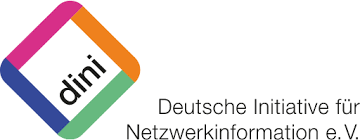 dini
Deutsche Initiative für
Netzwerkinformation e.V.